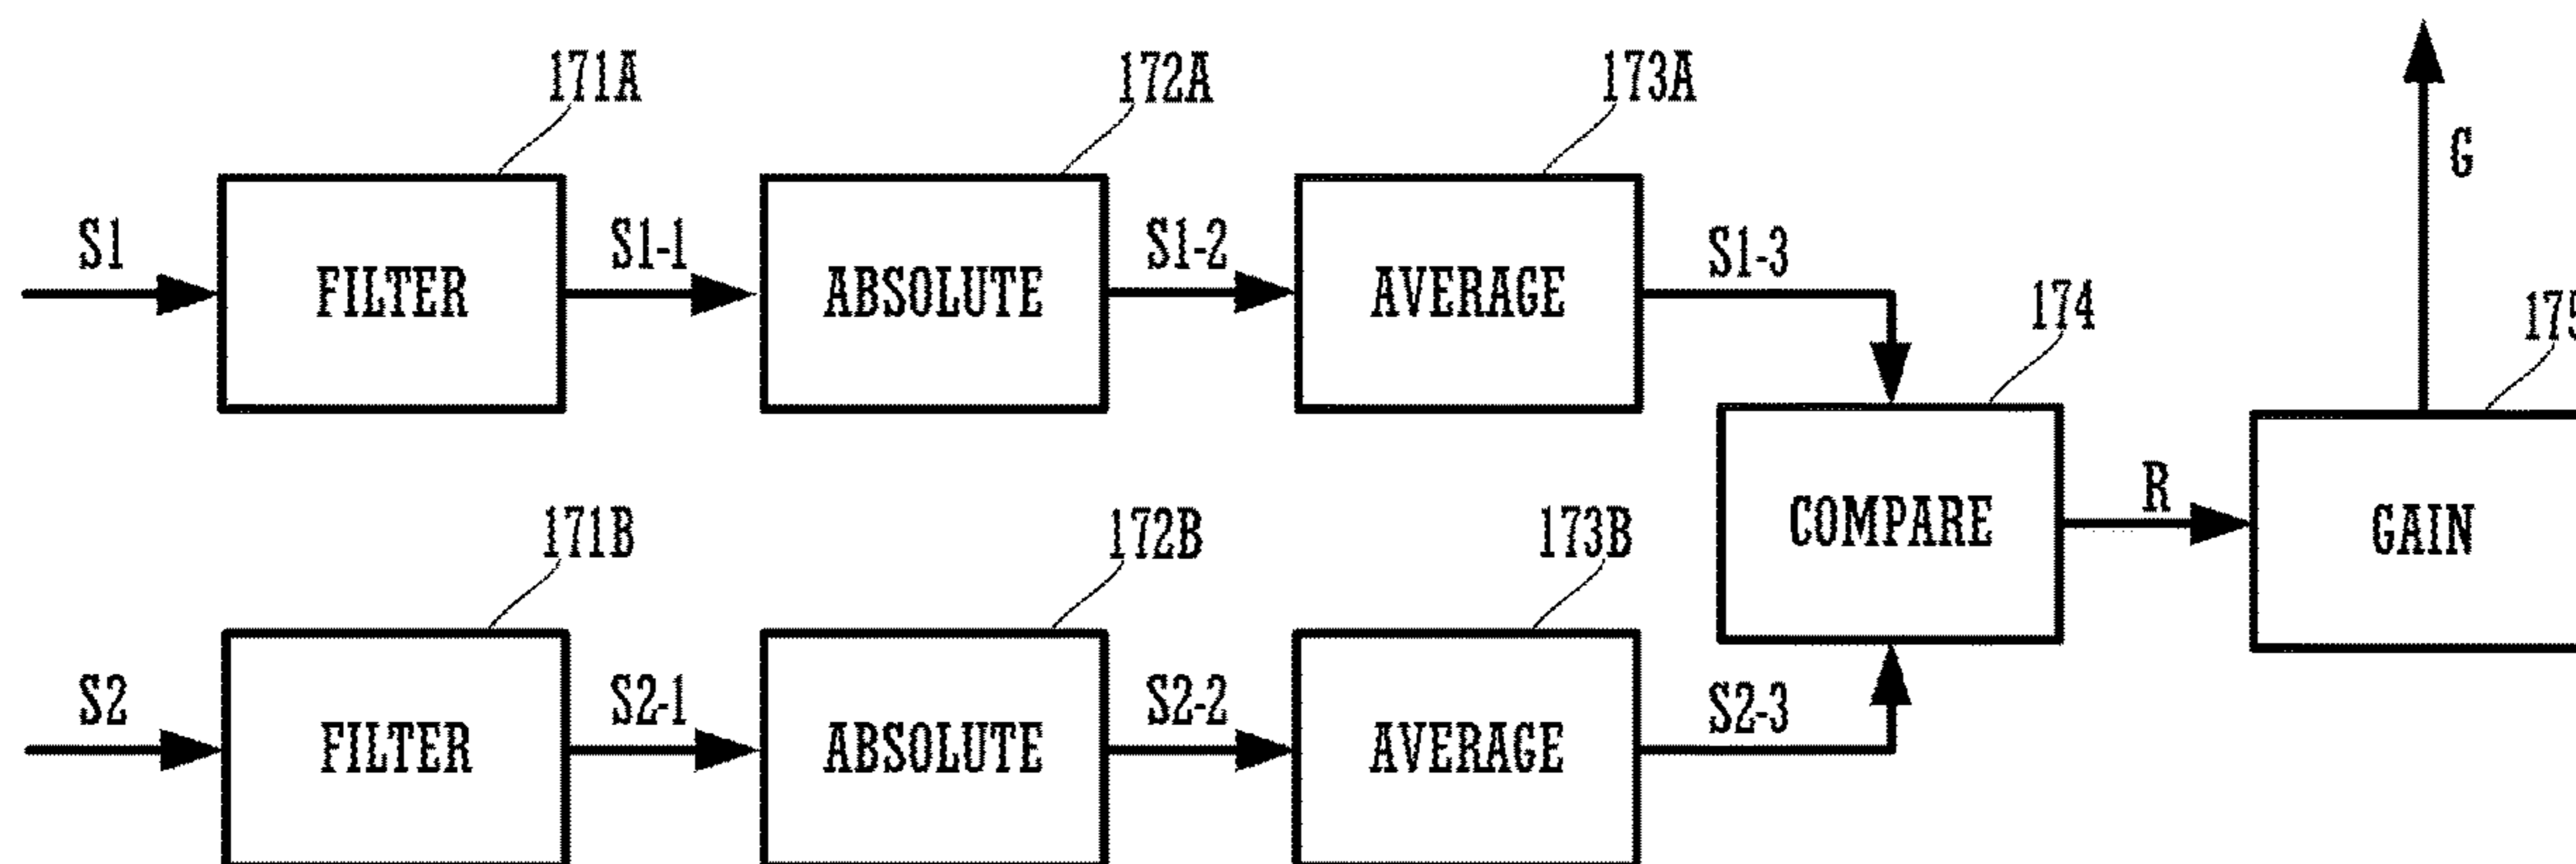 171A
172A
173A
G
S1
FILTER
S1-1
ABSOLUTE
S1-2
AVERAGE
S1-3
174
175
COMPARE
R
GAIN
171B
172B
173B
S2
FILTER
S2-1
ABSOLUTE
S2-2
AVERAGE
S2-3